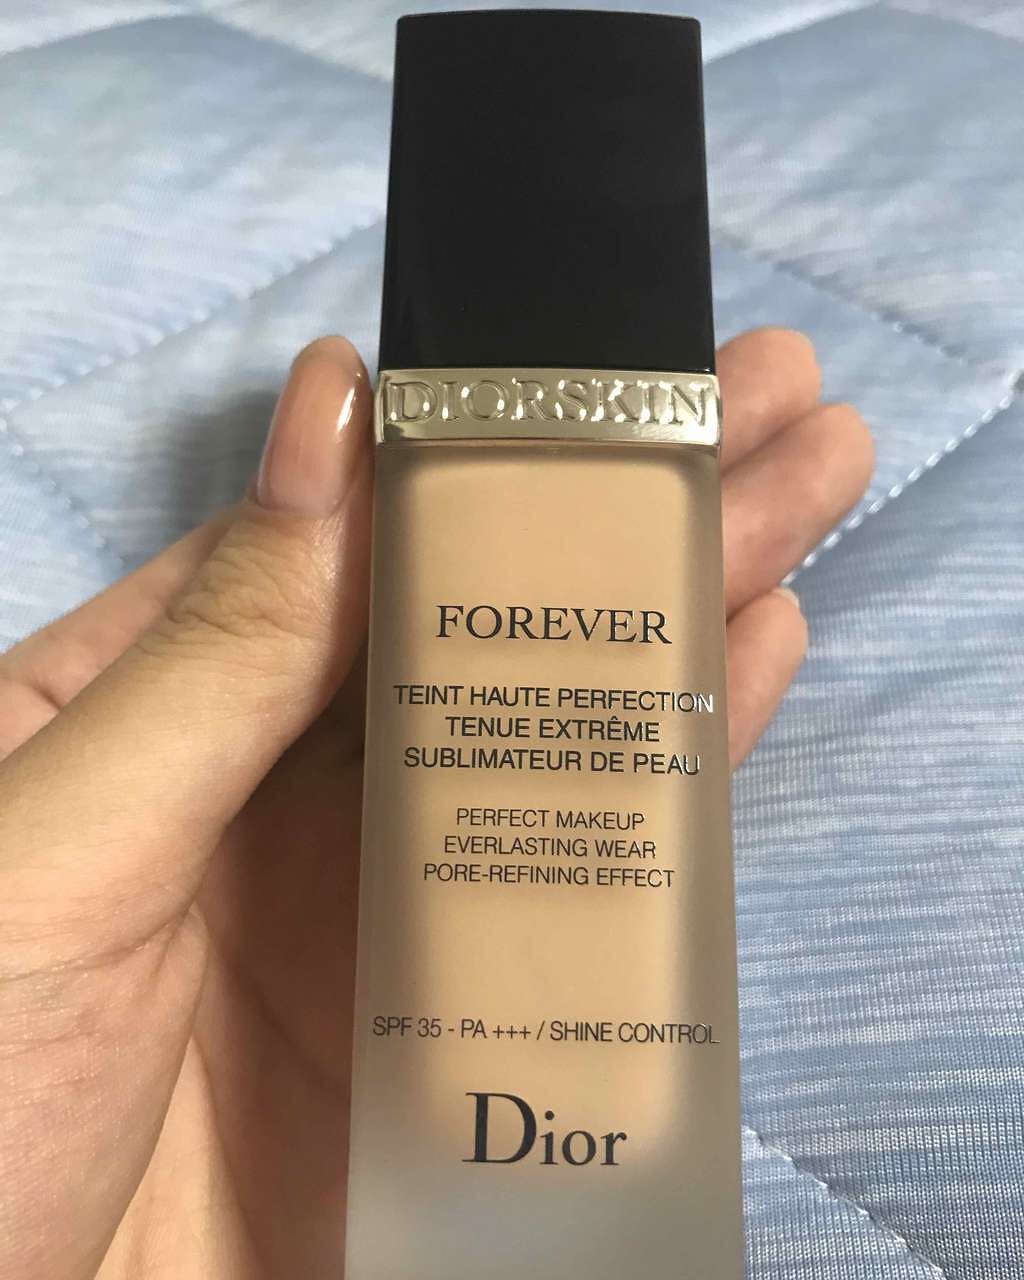 DIORSKIN
FOREVER
TEINT HAUTE PERFECTION
TENUE EXTRÊME
SUBLIMATEUR DE PEAU
PERFECT MAKEUP
EVERLASTING WEAR
PORE-REFINING EFFECT
SPF 35 - PA +++ / SHINE CONTROL
Dior